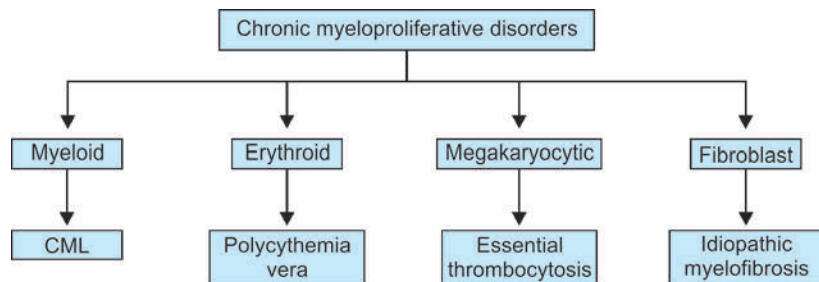 Chronic myeloproliferative disorders
Myeloid
Erythroid
Megakaryocytic
Fibroblast
CML
Polycythemia
vera
Essential
thrombocytosis
Idiopathic
myelofibrosis